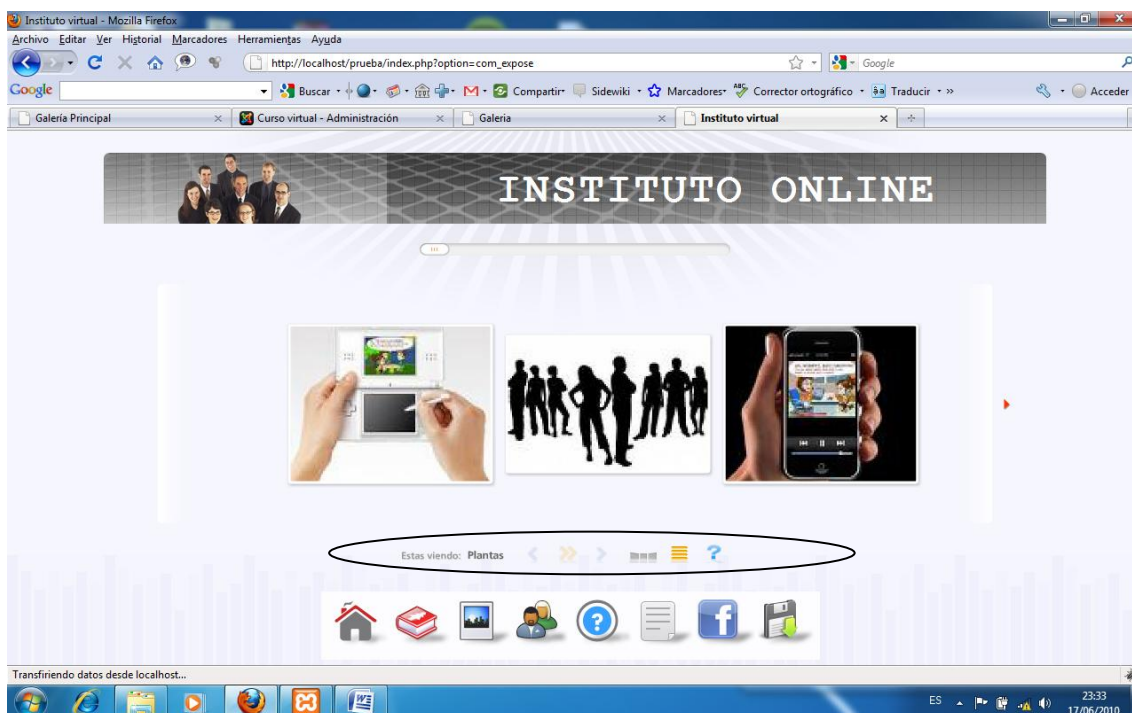 Instituto virtual - Mozilla Firefox
Archivo Editar Ver Historial Marcadores Herramientas Ayuda
http://localhost/prueba/index.php?option=com_expose
Google
Google
Buscar
Compartir
Sidewiki
Marcadores
Corrector ortográfico
Traducir
Acceder
Galería Principal
Curso virtual - Administración
Galeria
Instituto virtual
INSTITUTO ONLINE
Estas viendo: Plantas
Transfiriendo datos desde localhost...
ES
23:33
17/06/2010